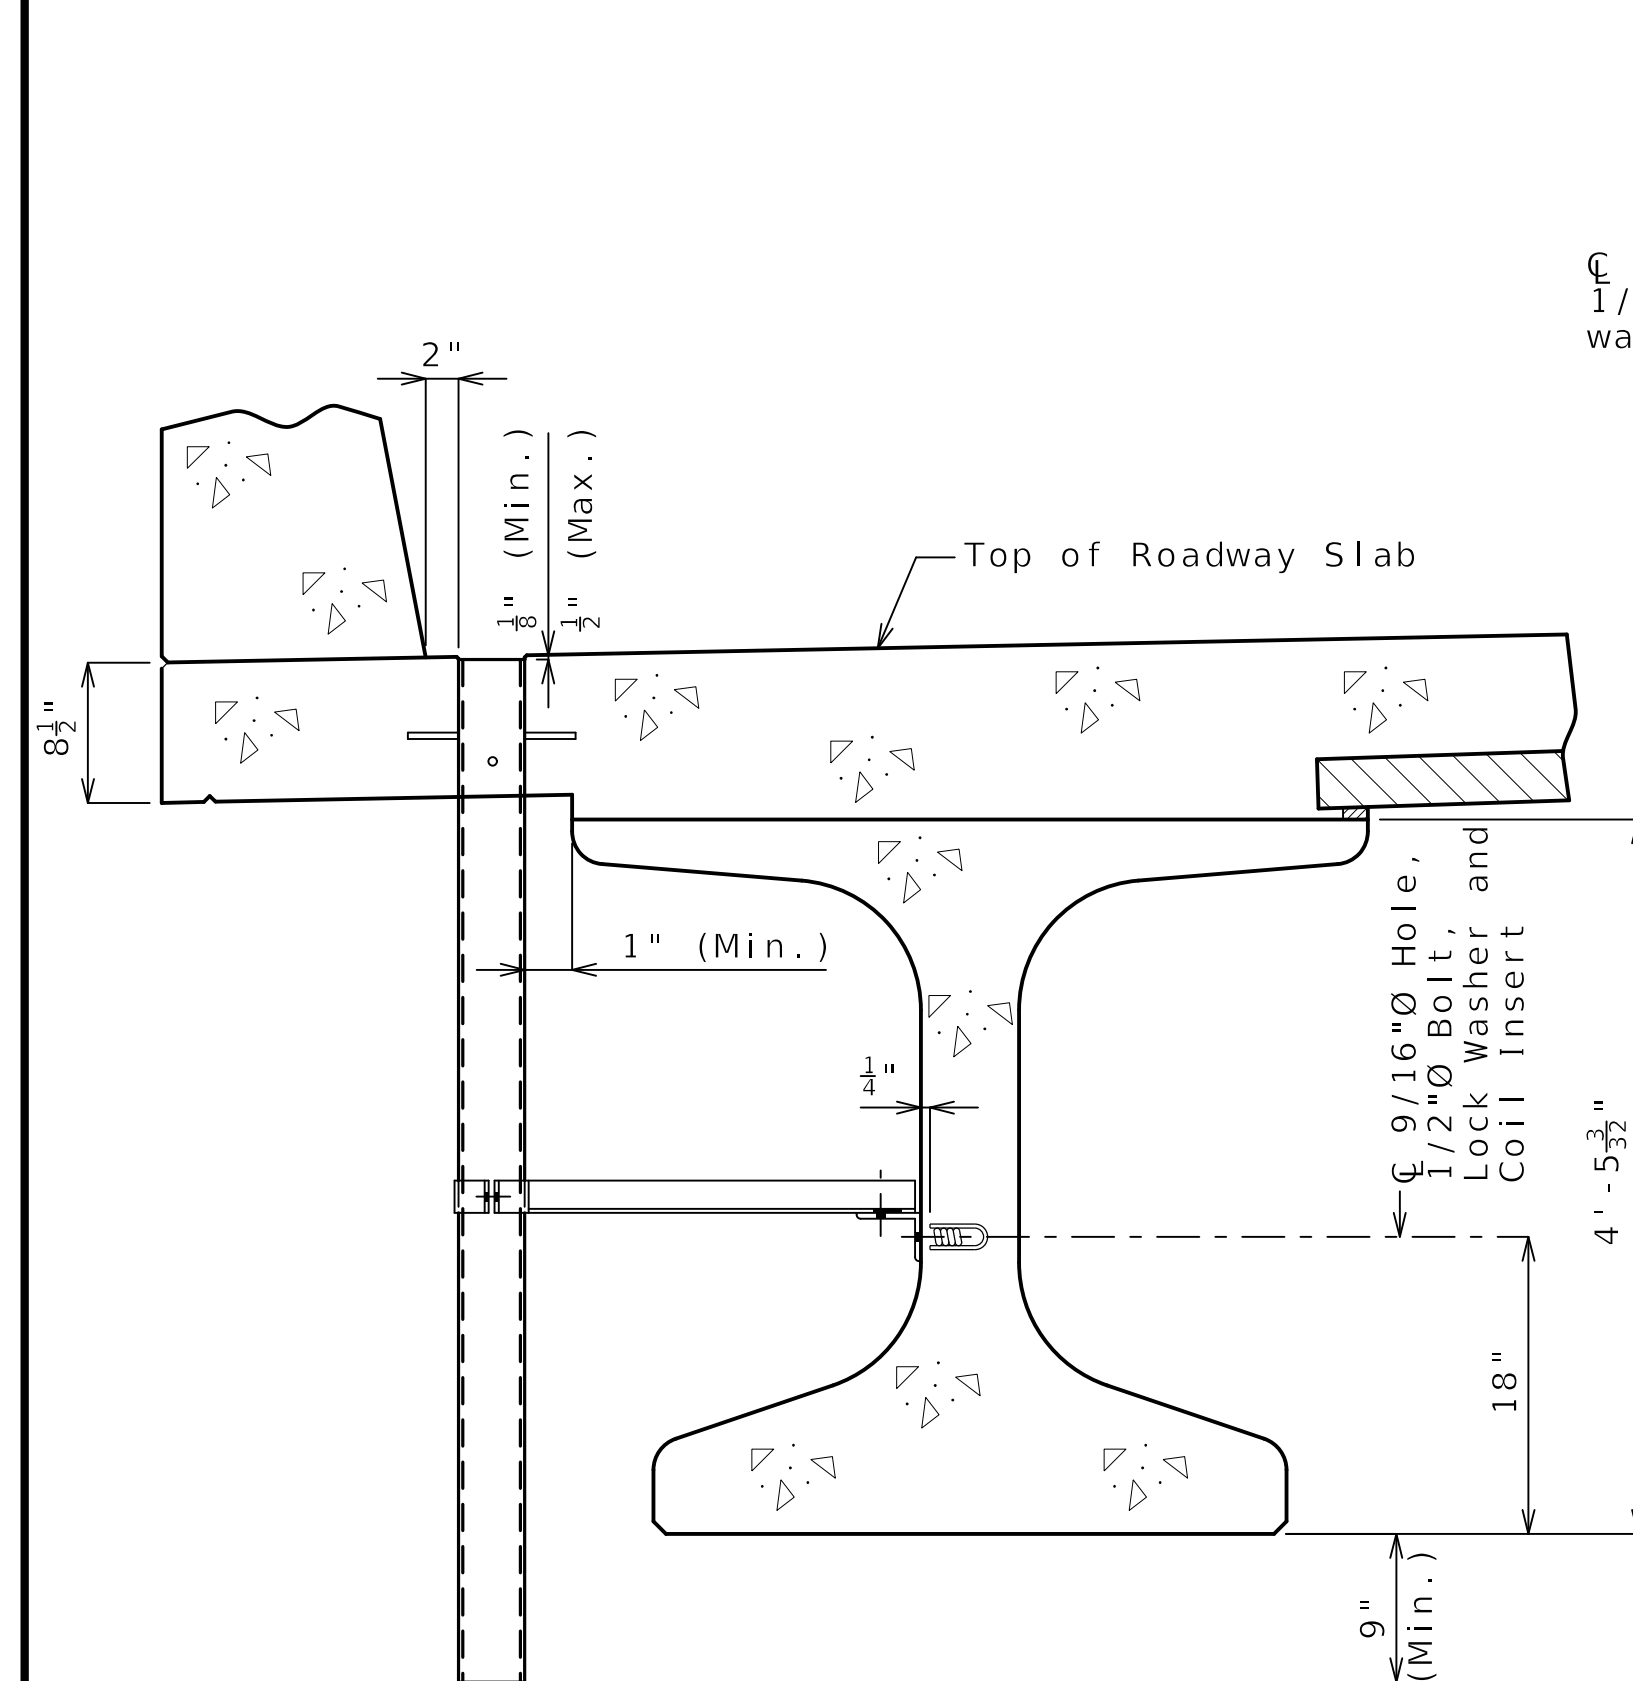 ℄
1/
wa
2"
1/8" (Min.)
1/2" (Max.)
Top of Roadway Slab
8 1/2"
1" (Min.)
1/4"
℄ 9/16"Ø Hole,
1/2"Ø Bolt,
Lock Washer and
Coil Insert
4'-5 3/32"
18"
9"
(Min.)